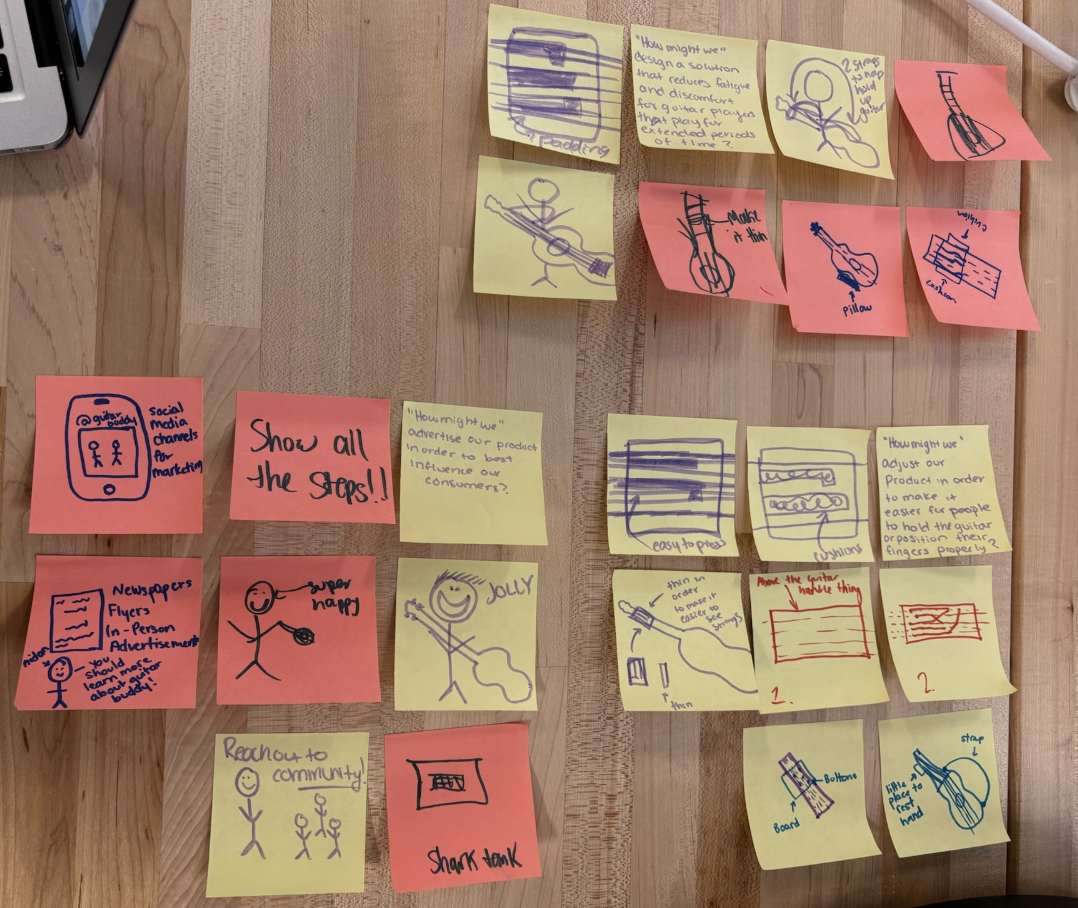 padding
"How might we"
design a solution
that reduces fatigue
and discomfort
for guitar players
that play for
extended periods
of time?
2 straps
to help
hold
up
guitar
Make
it thin
Pillow
cushion
@guitar
buddy
social
media
channels
for
marketing
Show all
the Steps!!
"How might we"
advertise our product
in order to best
influence our
consumers?
easy to press
cushions
"How might we"
adjust our
Product in order
to make it
easier for people
to hold the guitar
or position their
fingers properly?
Newspapers
Flyers
In-Person
Advertisement
You
should
learn more
about guitar
buddy!
super
happy
JOLLY
thin in
order
to make it
easier to
see
strings
thin
Above the guitar
handle thing
1.
2
Reach out to
community!
Shark tank
Buttons
Board
strap
little
place to
rest
hand